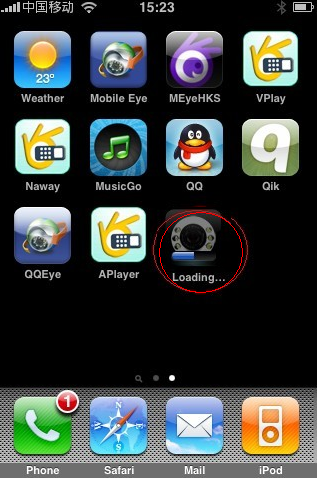 中国移动 15:23
23°
Weather Mobile Eye MEyeHKS VPlay
Naway MusicGo QQ Qik
QQEye APlayer Loading...
1
Phone Safari Mail iPod